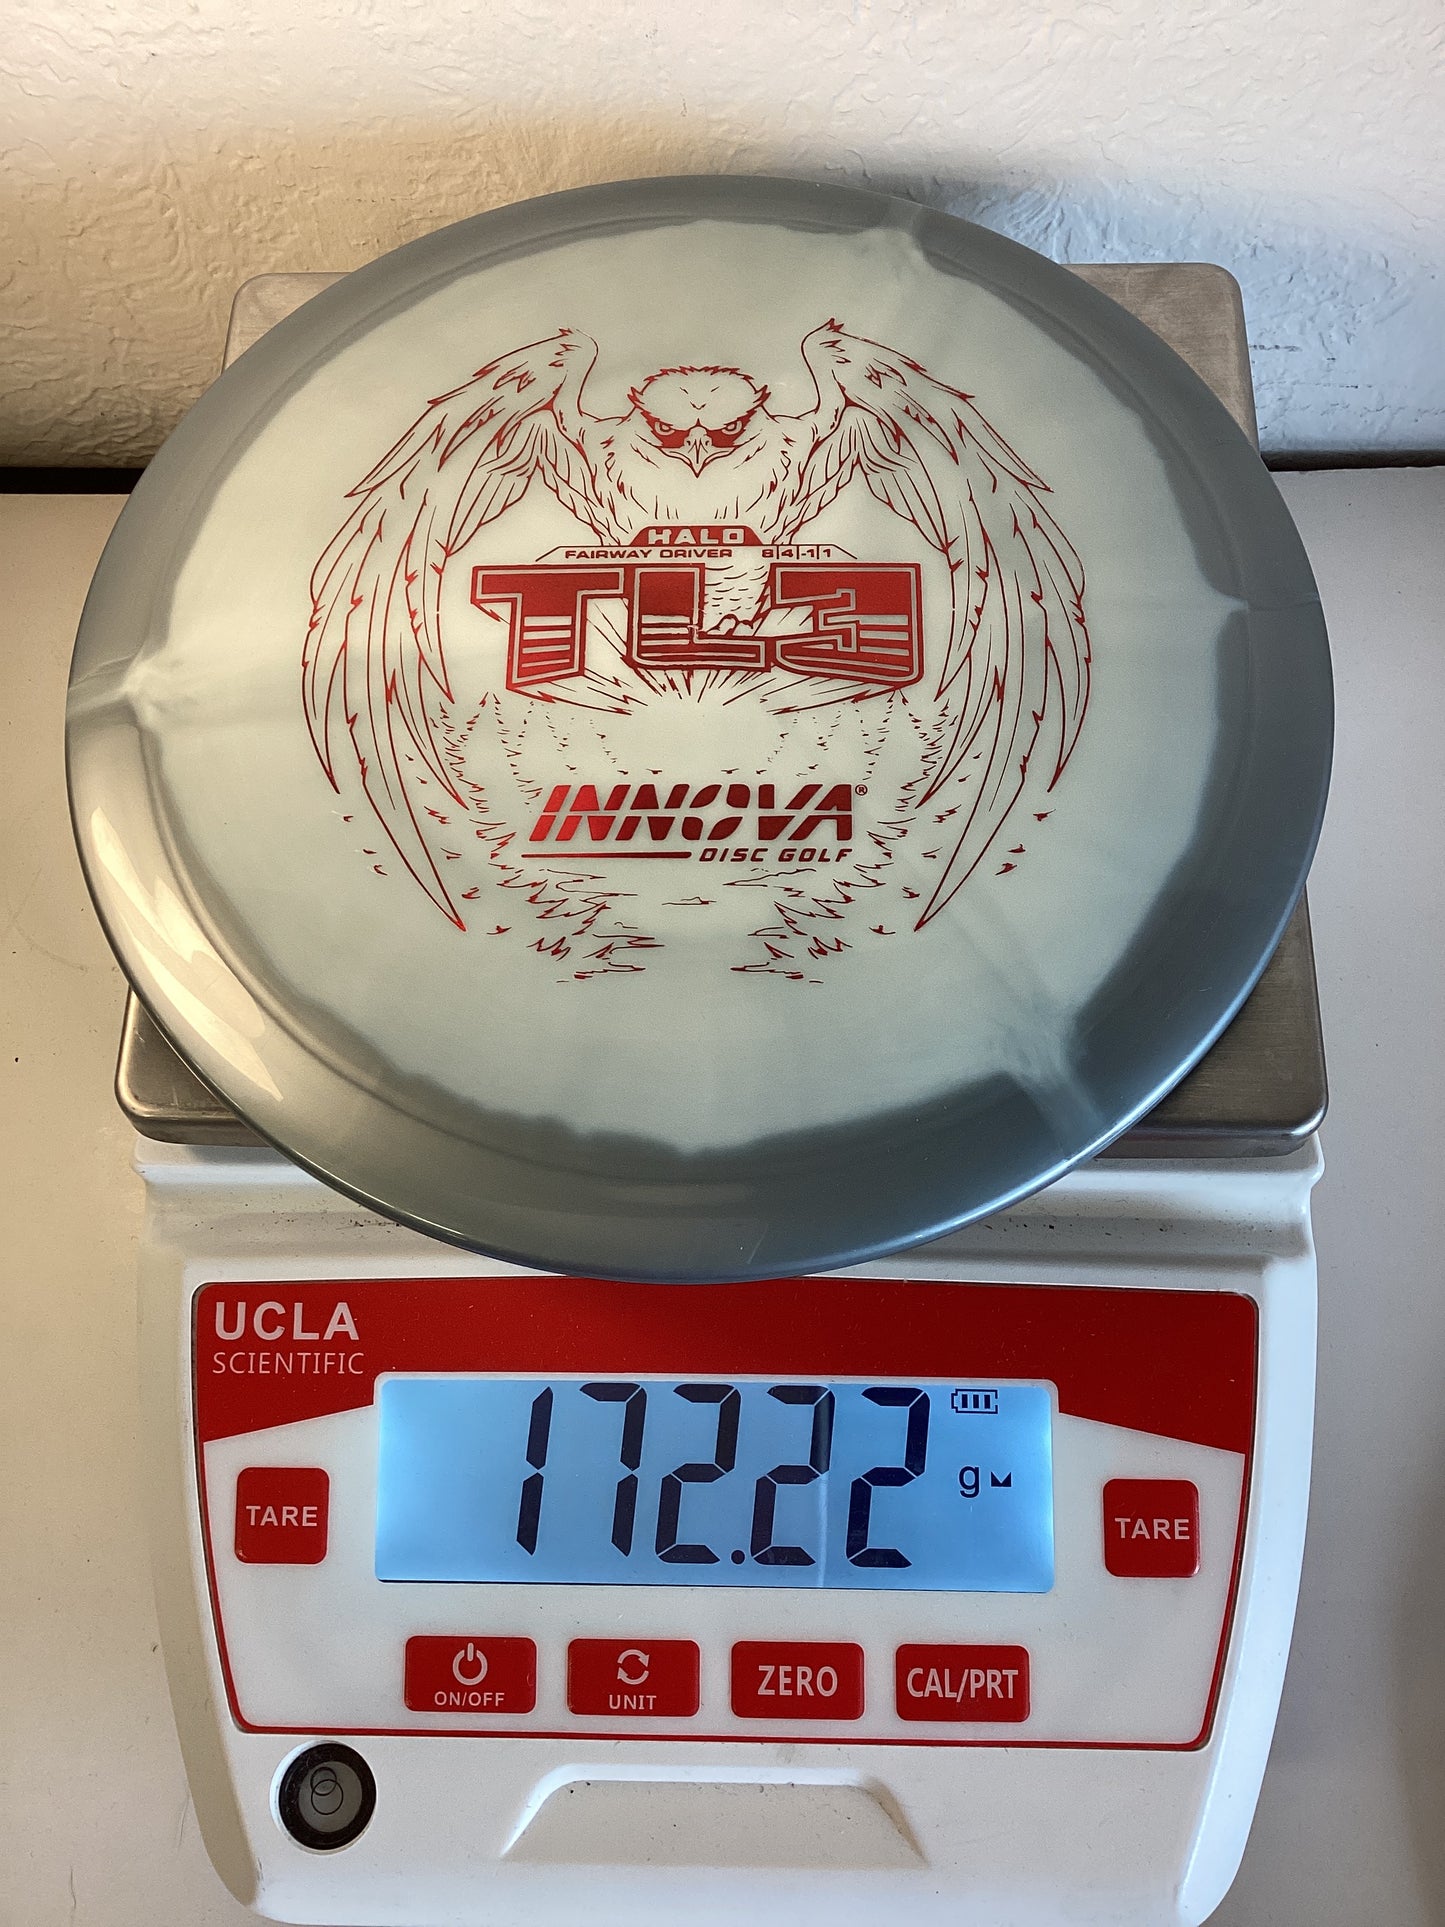 HALO
FAIRWAY DRIVER 8|4|-1|1
TL3
INNOVA®
DISC GOLF
UCLA
SCIENTIFIC
172.22 g
TARE
TARE
ON/OFF
UNIT
ZERO
CAL/PRT